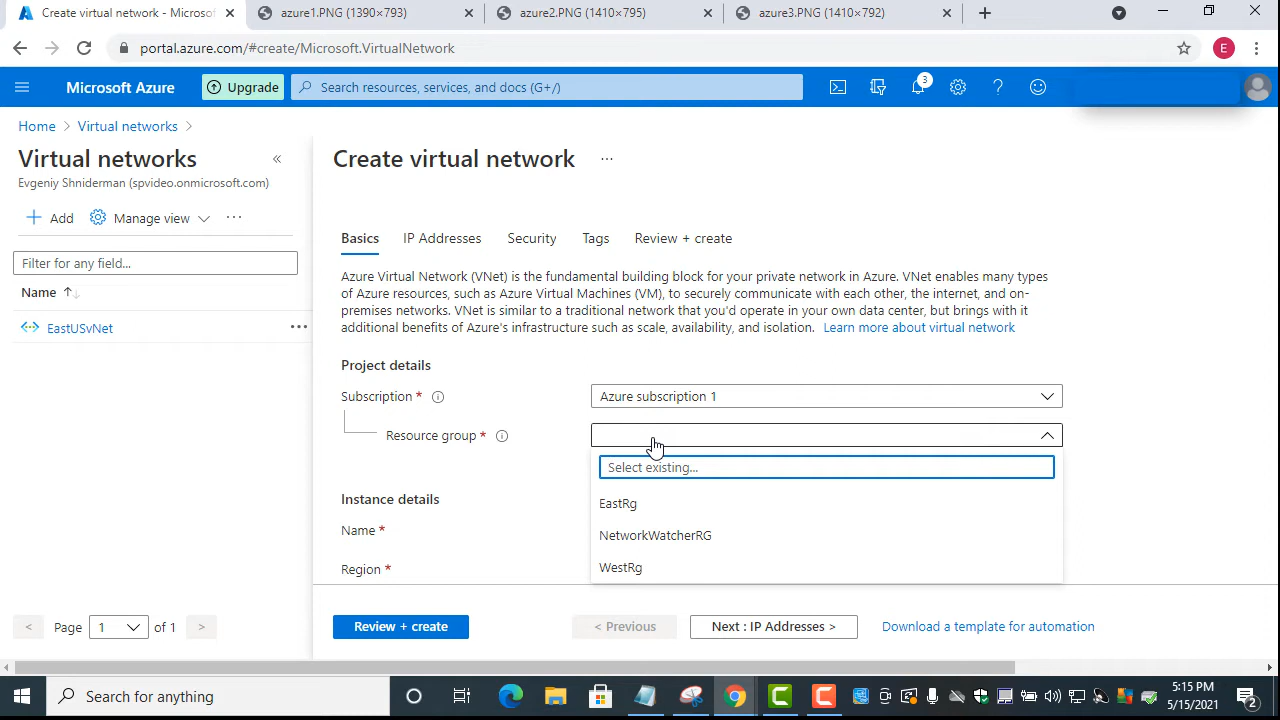 Create virtual network - Microsof
azure1.PNG (1390×793)
azure2.PNG (1410×795)
azure3.PNG (1410×792)
portal.azure.com/#create/Microsoft.VirtualNetwork
E
Microsoft Azure
Upgrade
Search resources, services, and docs (G+/)
3
Home > Virtual networks >
Virtual networks
«
Evgeniy Shniderman (spvideo.onmicrosoft.com)
+ Add
Manage view
...
Filter for any field...
Name ↑↓
EastUSvNet
...
< Page 1 of 1 >
Create virtual network
...
Basics
IP Addresses
Security
Tags
Review + create
Azure Virtual Network (VNet) is the fundamental building block for your private network in Azure. VNet enables many types
of Azure resources, such as Azure Virtual Machines (VM), to securely communicate with each other, the internet, and on-
premises networks. VNet is similar to a traditional network that you'd operate in your own data center, but brings with it
additional benefits of Azure's infrastructure such as scale, availability, and isolation. Learn more about virtual network
Project details
Subscription *
Azure subscription 1
Resource group *
Select existing...
EastRg
NetworkWatcherRG
WestRg
Instance details
Name *
Region *
Review + create
< Previous
Next : IP Addresses >
Download a template for automation
Search for anything
5:15 PM
5/15/2021
2